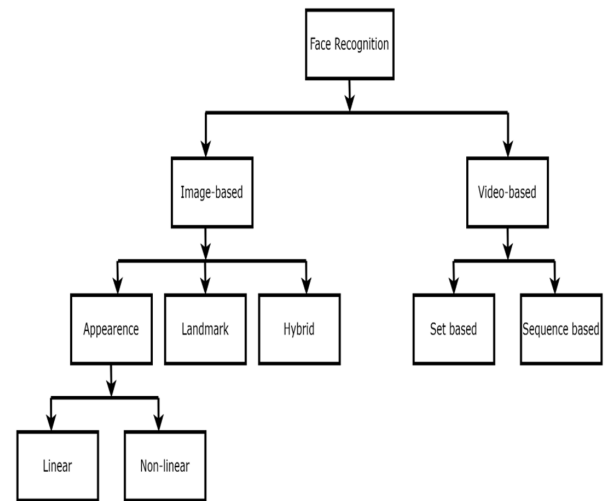 Face Recognition
Image-based
Video-based
Appearence
Landmark
Hybrid
Set based
Sequence based
Linear
Non-linear